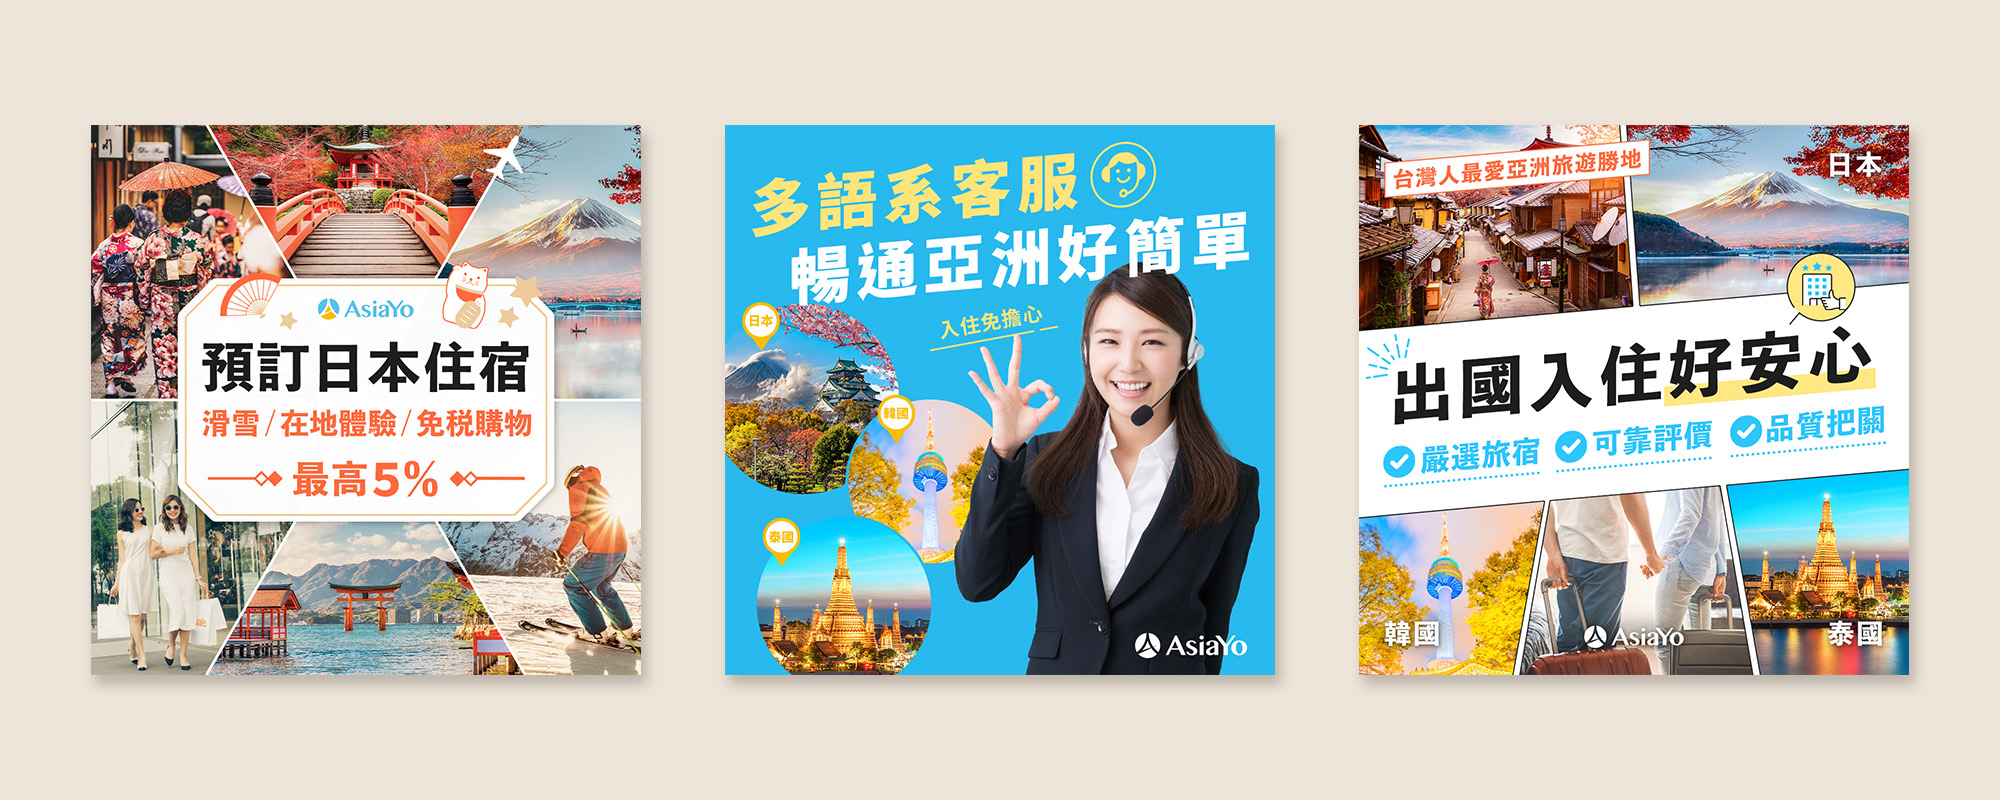 AsiaYo
預訂日本住宿
滑雪/在地體驗/免税購物
最高5%
多語系客服
暢通亞洲好簡單
入住免擔心
日本
韓國
泰國
AsiaYo
台灣人最愛亞洲旅遊勝地
日本
出國入住好安心
嚴選旅宿
可靠評價
品質把關
韓國
AsiaYo
泰國